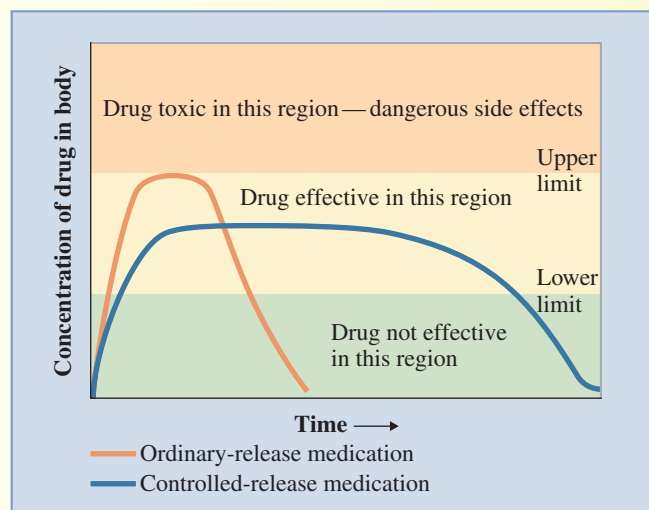 Concentration of drug in body
Drug toxic in this region — dangerous side effects
Upper
limit
Drug effective in this region
Lower
limit
Drug not effective
in this region
Time
Ordinary-release medication
Controlled-release medication